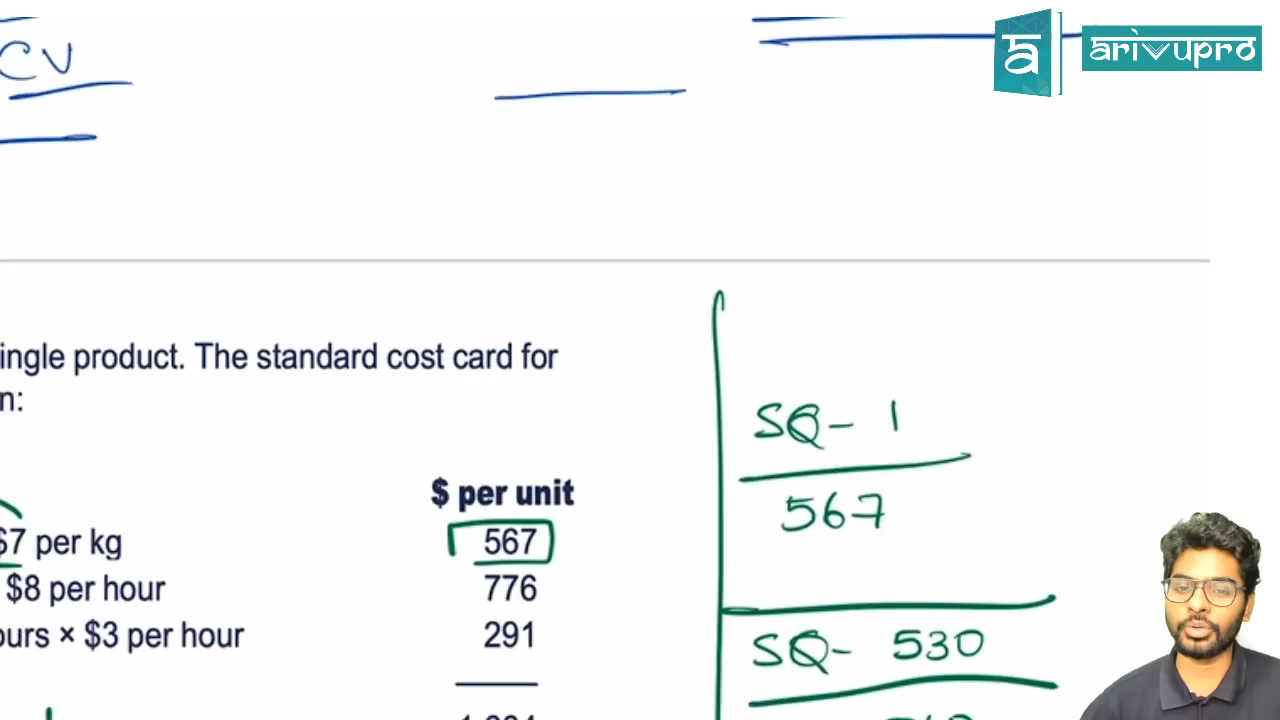 arivupro
CV
ingle product. The standard cost card for
n:
$ per unit
$7 per kg 567
$8 per hour 776
ours × $3 per hour 291
SQ- 1
567
SQ- 530